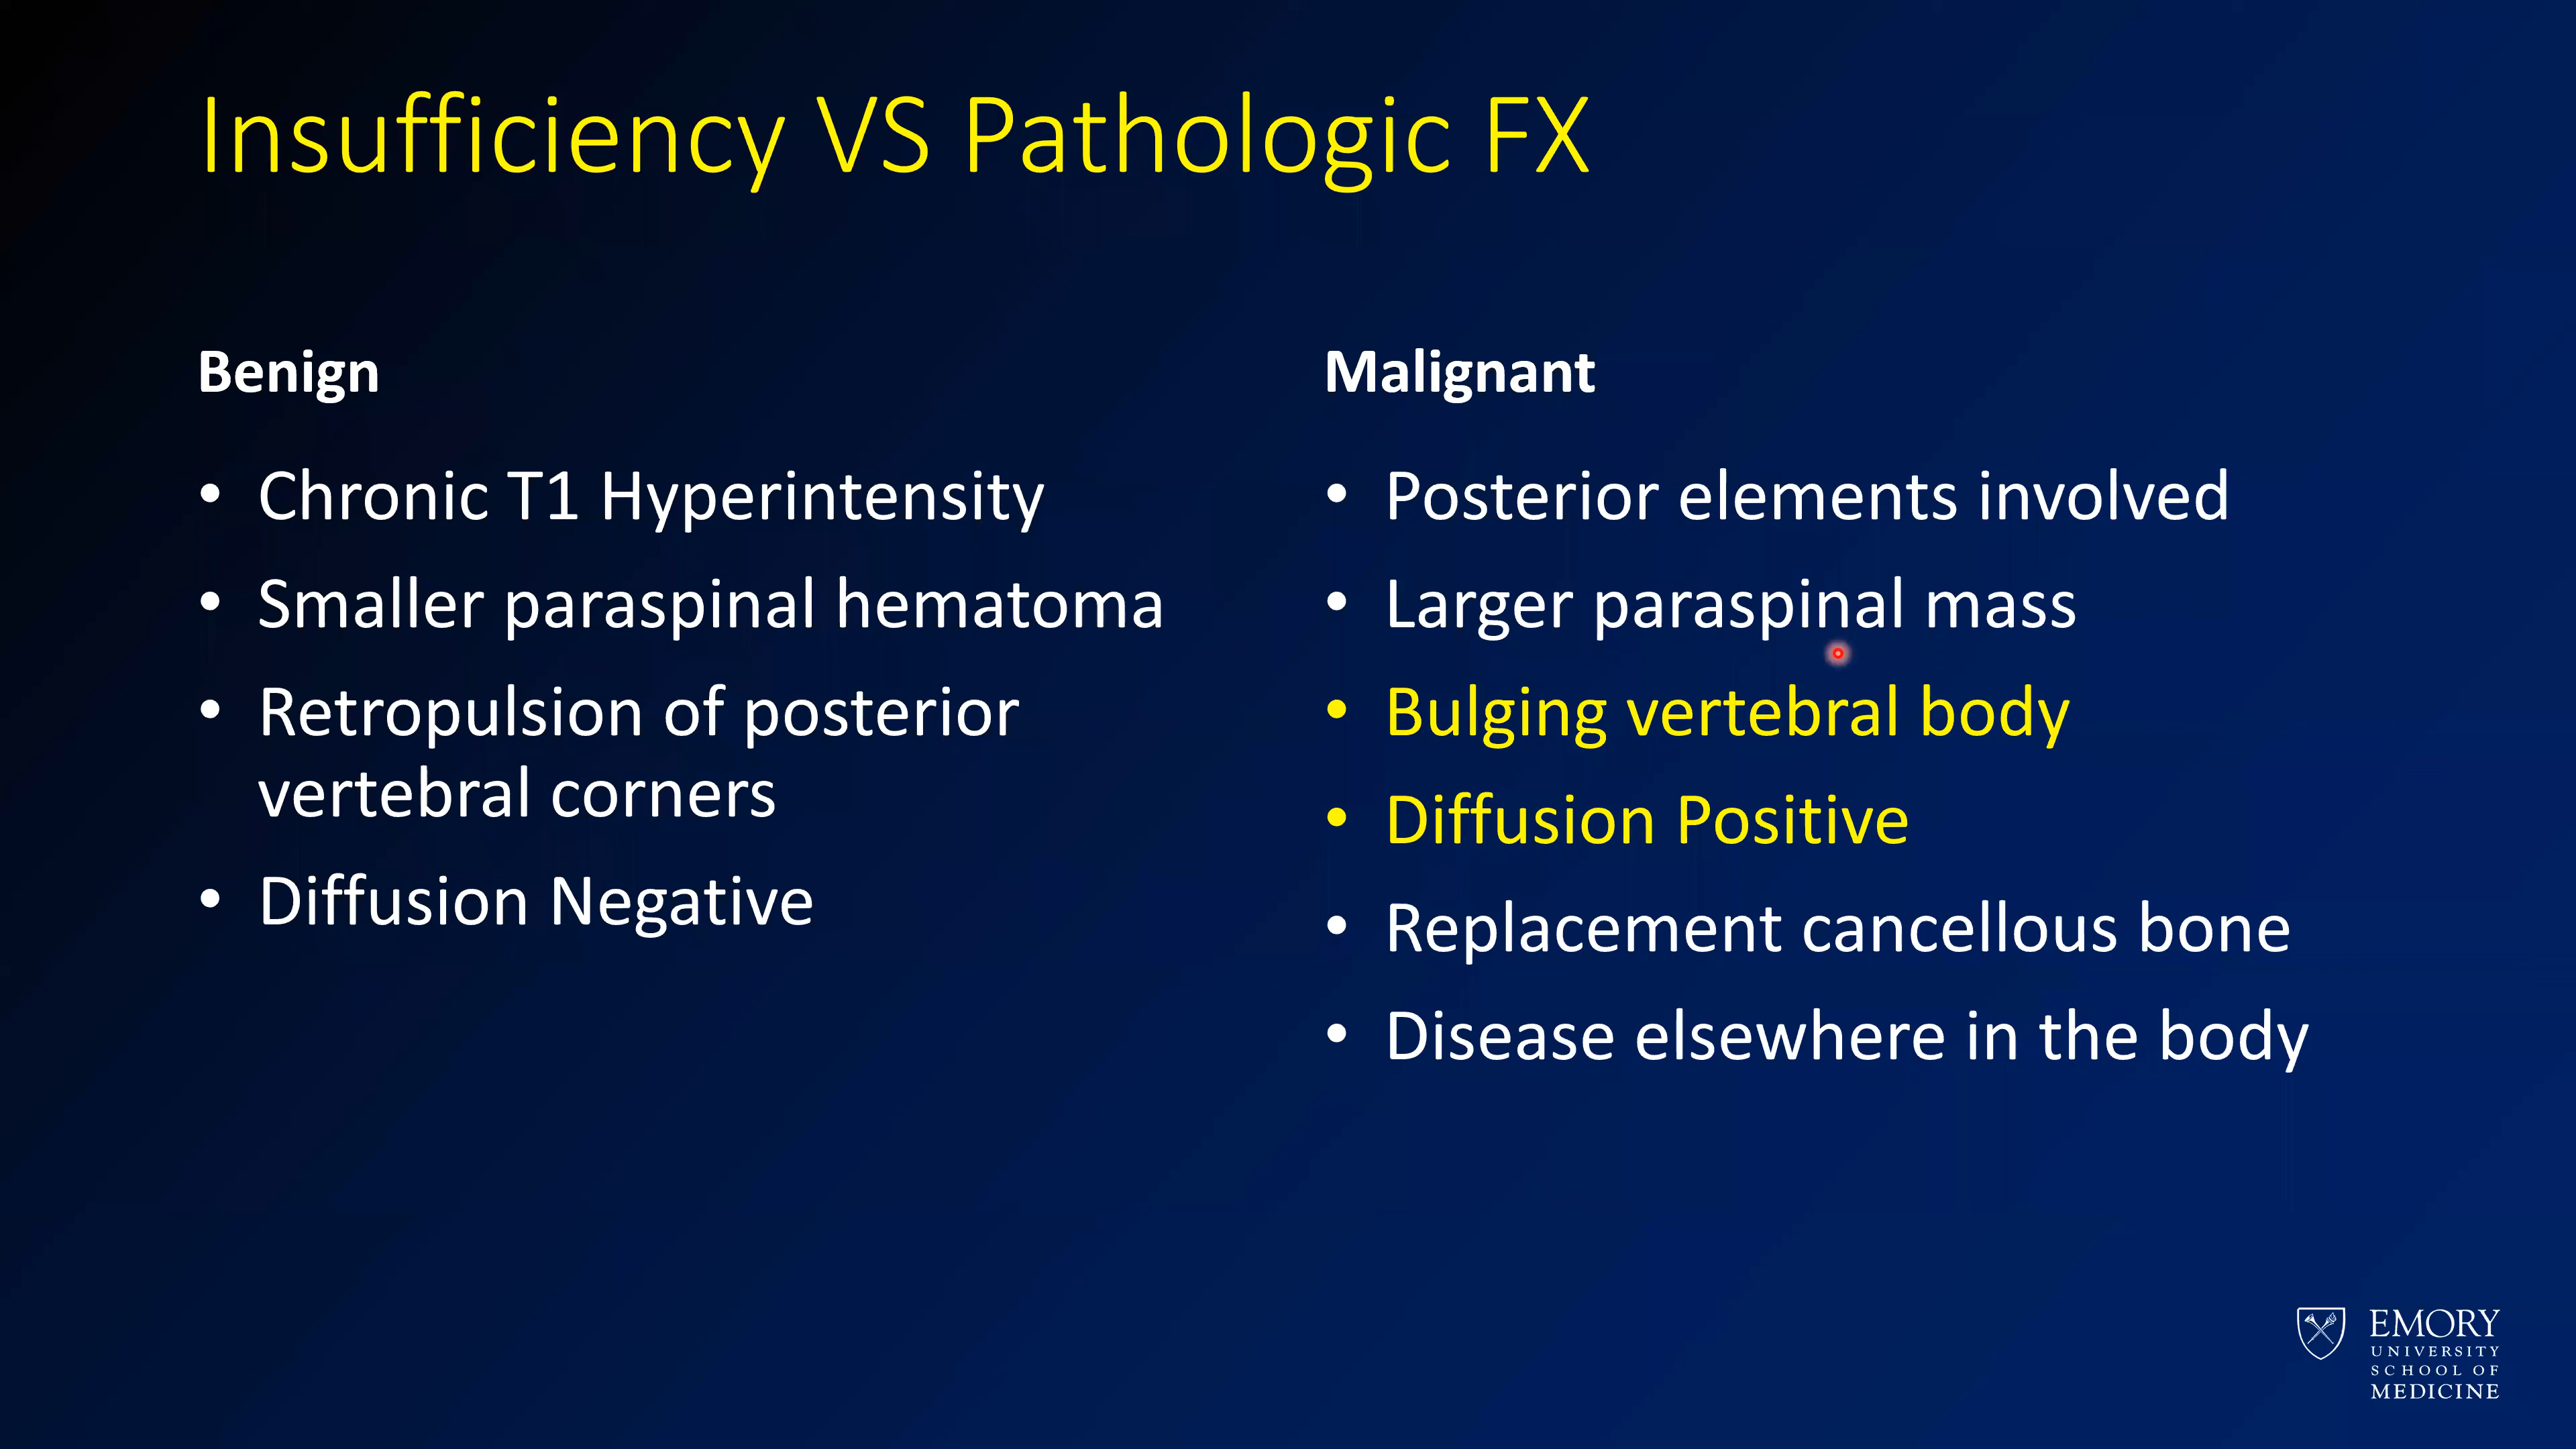 Insufficiency VS Pathologic FX
Benign
• Chronic T1 Hyperintensity
• Smaller paraspinal hematoma
• Retropulsion of posterior
vertebral corners
• Diffusion Negative
Malignant
• Posterior elements involved
• Larger paraspinal mass
• Bulging vertebral body
• Diffusion Positive
• Replacement cancellous bone
• Disease elsewhere in the body
EMORY
UNIVERSITY
SCHOOL OF
MEDICINE